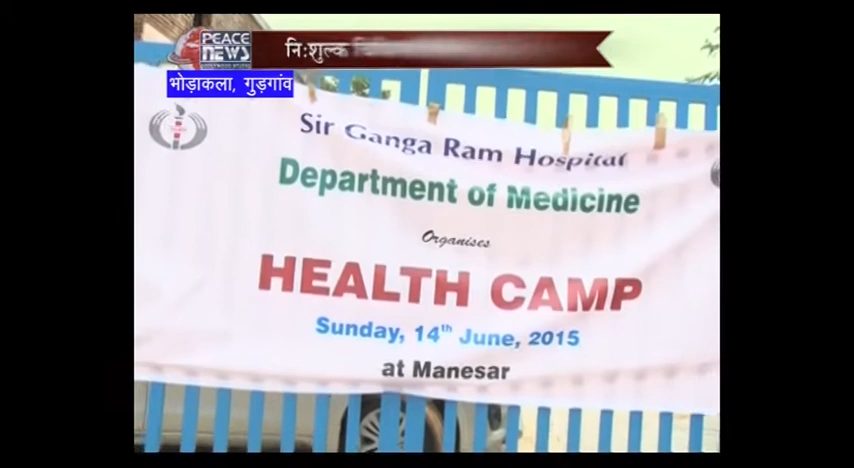 PEACE
NEWS
निःशुल्क
भोड़ाकला, गुड़गांव
Sir Ganga Ram Hospital
Department of Medicine
Organises
HEALTH CAMP
Sunday, 14th June, 2015
at Manesar